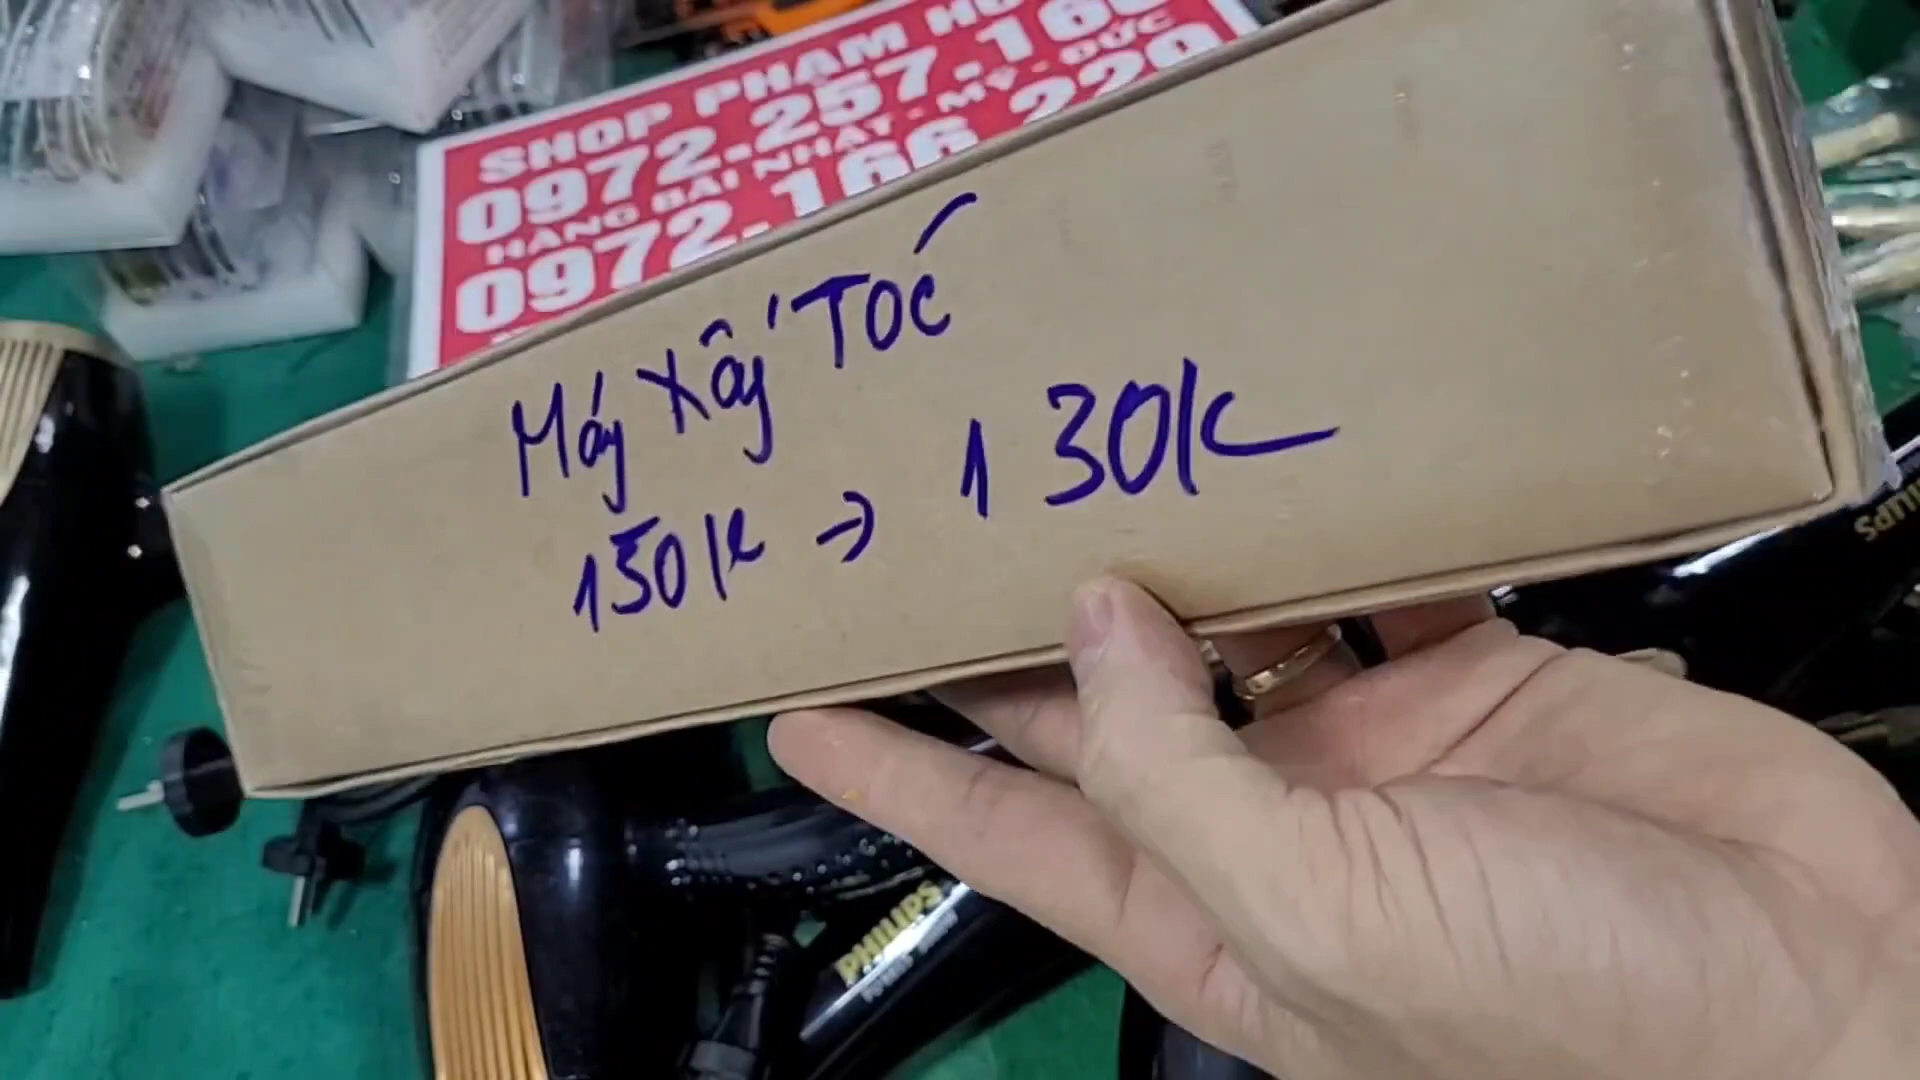 SHOP PHẠM
0972.257.16
HÀNG BÃI NHẬT - MỸ - ĐỨC
0972.166 229
Máy Xấy Tóc
150k → 130k
PHILIPS